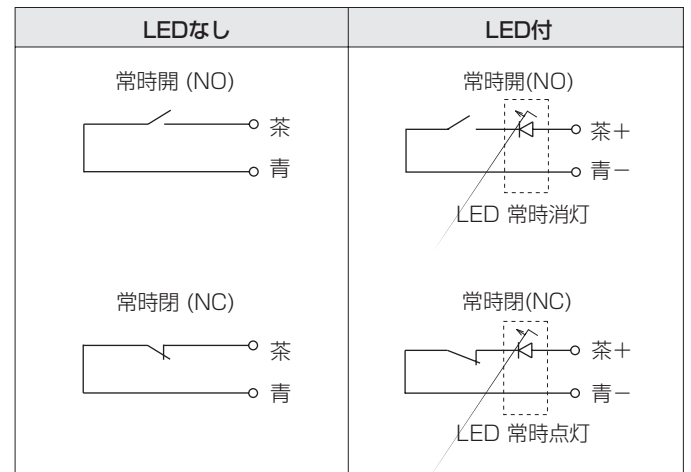 LEDなし
LED付
常時開 (NO)
茶
青
常時開(NO)
茶＋
青－
LED 常時消灯
常時閉 (NC)
茶
青
常時閉(NC)
茶＋
青－
LED 常時点灯